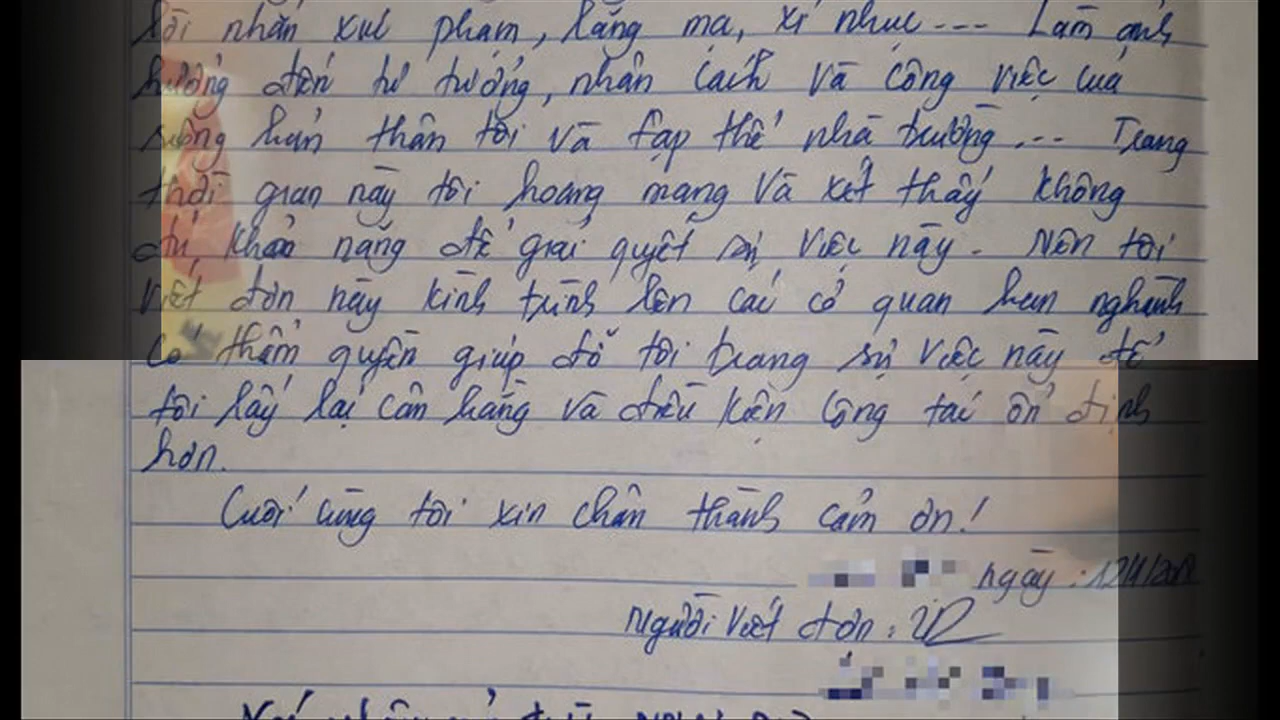 lời nhắn xúc phạm, lăng mạ, xỉ nhục --- Làm ảnh
hưởng đến tư tưởng, nhân cách và công việc của
riêng bản thân tôi và tập thể nhà trường ... Trong
thời gian này tôi hoang mang và xét thấy không
đủ khả năng để giải quyết sự việc này. Nên tôi
viết đơn này kính trình lên các cơ quan ban nghành
có thẩm quyền giúp đỡ tôi trong sự việc này để
tôi lấy lại cân bằng và điều kiện công tác ổn định
hơn.
Cuối cùng tôi xin chân thành cảm ơn!
ngày : 12/4/
Người viết đơn :